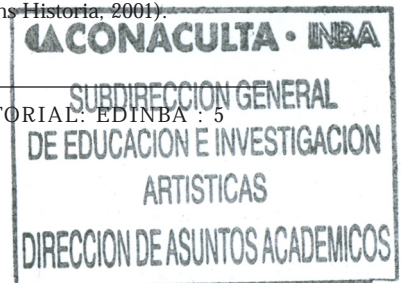 ns Historia, 2001).
CONACULTA • INBA
TORIAL: EDINBA : 5
SUBDIRECCION GENERAL
DE EDUCACION E INVESTIGACION
ARTISTICAS
DIRECCION DE ASUNTOS ACADEMICOS